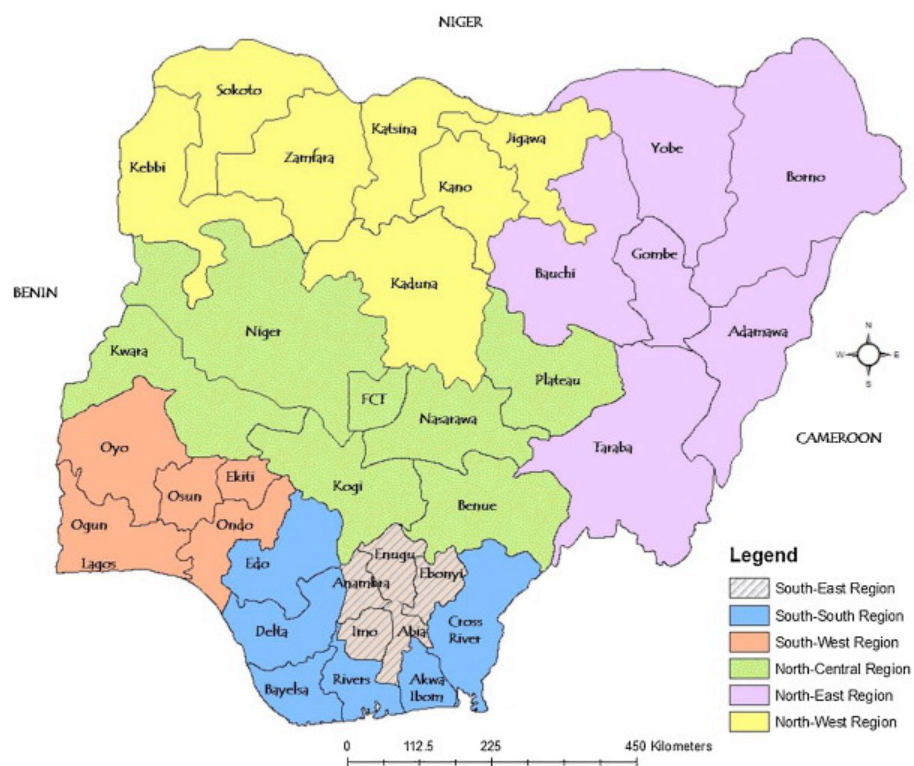 NIGER
Sokoto
Katsina
Jigawa
Yobe
Kebbi
Zamfara
Kano
Borno
Gombe
Bauchi
Kaduna
BENIN
Niger
Adamawa
N
W E
S
Kwara
Plateau
FCT
Nasarawa
CAMEROON
Oyo
Taraba
Ekiti
Osun
Kogi
Benue
Ogun
Ondo
Lagos
Edo
Enugu
Anambra
Ebonyi
Delta
Imo
Abia
Cross
River
Bayelsa
Rivers
Akwa
Ibom
Legend
South-East Region
South-South Region
South-West Region
North-Central Region
North-East Region
North-West Region
0 112.5 225 450 Kilometers